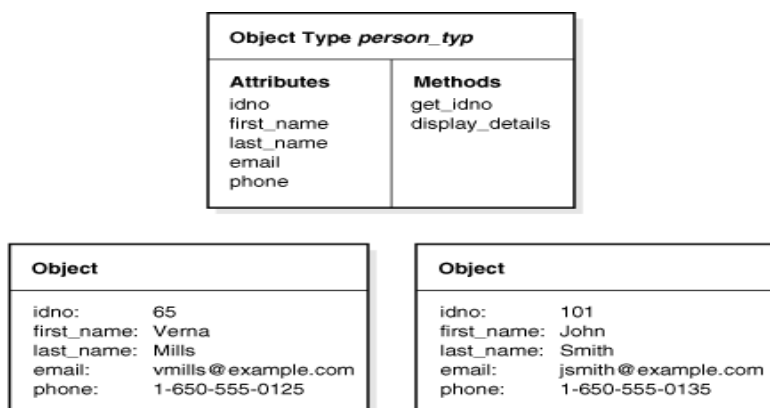 Object Type person_typ
Attributes
idno
first_name
last_name
email
phone
Methods
get_idno
display_details
Object
idno: 65
first_name: Verna
last_name: Mills
email: vmills@example.com
phone: 1-650-555-0125
Object
idno: 101
first_name: John
last_name: Smith
email: jsmith@example.com
phone: 1-650-555-0135